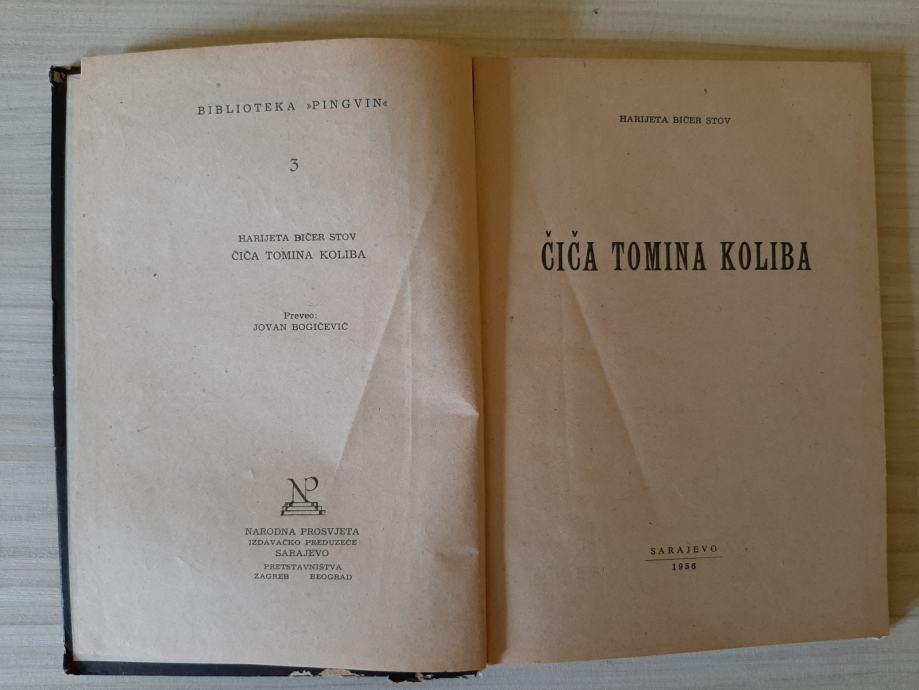 BIBLIOTEKA »PINGVIN«
3
HARIJETA BIČER STOV
ČIČA TOMINA KOLIBA
Preveo:
JOVAN BOGIČEVIĆ
NP
NARODNA PROSVJETA
IZDAVAČKO PREDUZEĆE
SARAJEVO
PRETSTAVNIŠTVA
ZAGREB BEOGRAD
HARIJETA BIČER STOV
ČIČA TOMINA KOLIBA
SARAJEVO
1956